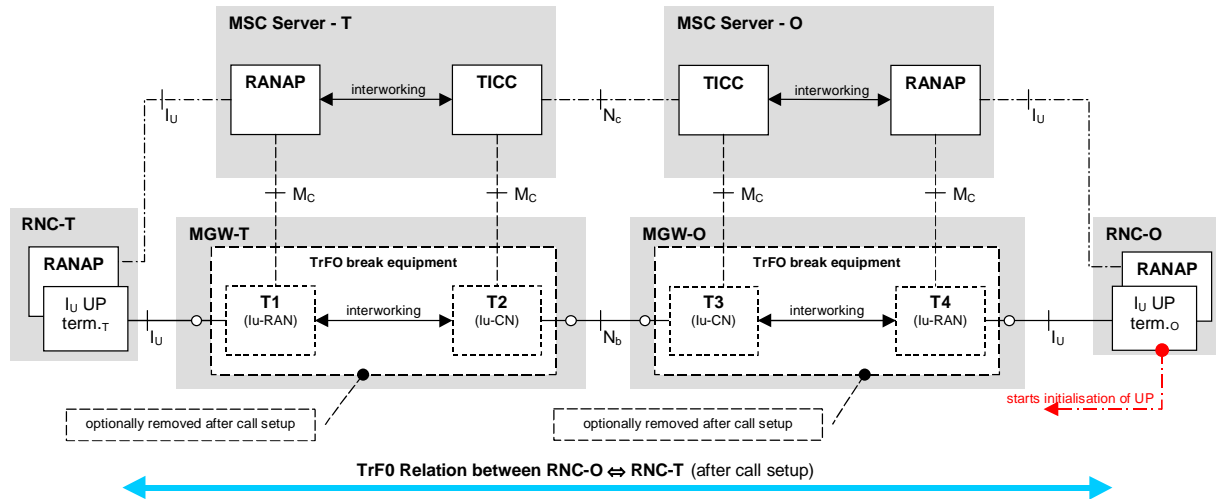 MSC Server - T
MSC Server - O
RANAP
interworking
TICC
TICC
interworking
RANAP
IU
Nc
IU
MC
MC
MC
MC
RNC-T
MGW-T
MGW-O
RNC-O
RANAP
TrFO break equipment
TrFO break equipment
RANAP
IU UP
term.T
T1
(Iu-RAN)
interworking
T2
(Iu-CN)
T3
(Iu-CN)
interworking
T4
(Iu-RAN)
IU UP
term.O
IU
Nb
IU
starts initialisation of UP
optionally removed after call setup
optionally removed after call setup
TrF0 Relation between RNC-O ⇔ RNC-T (after call setup)